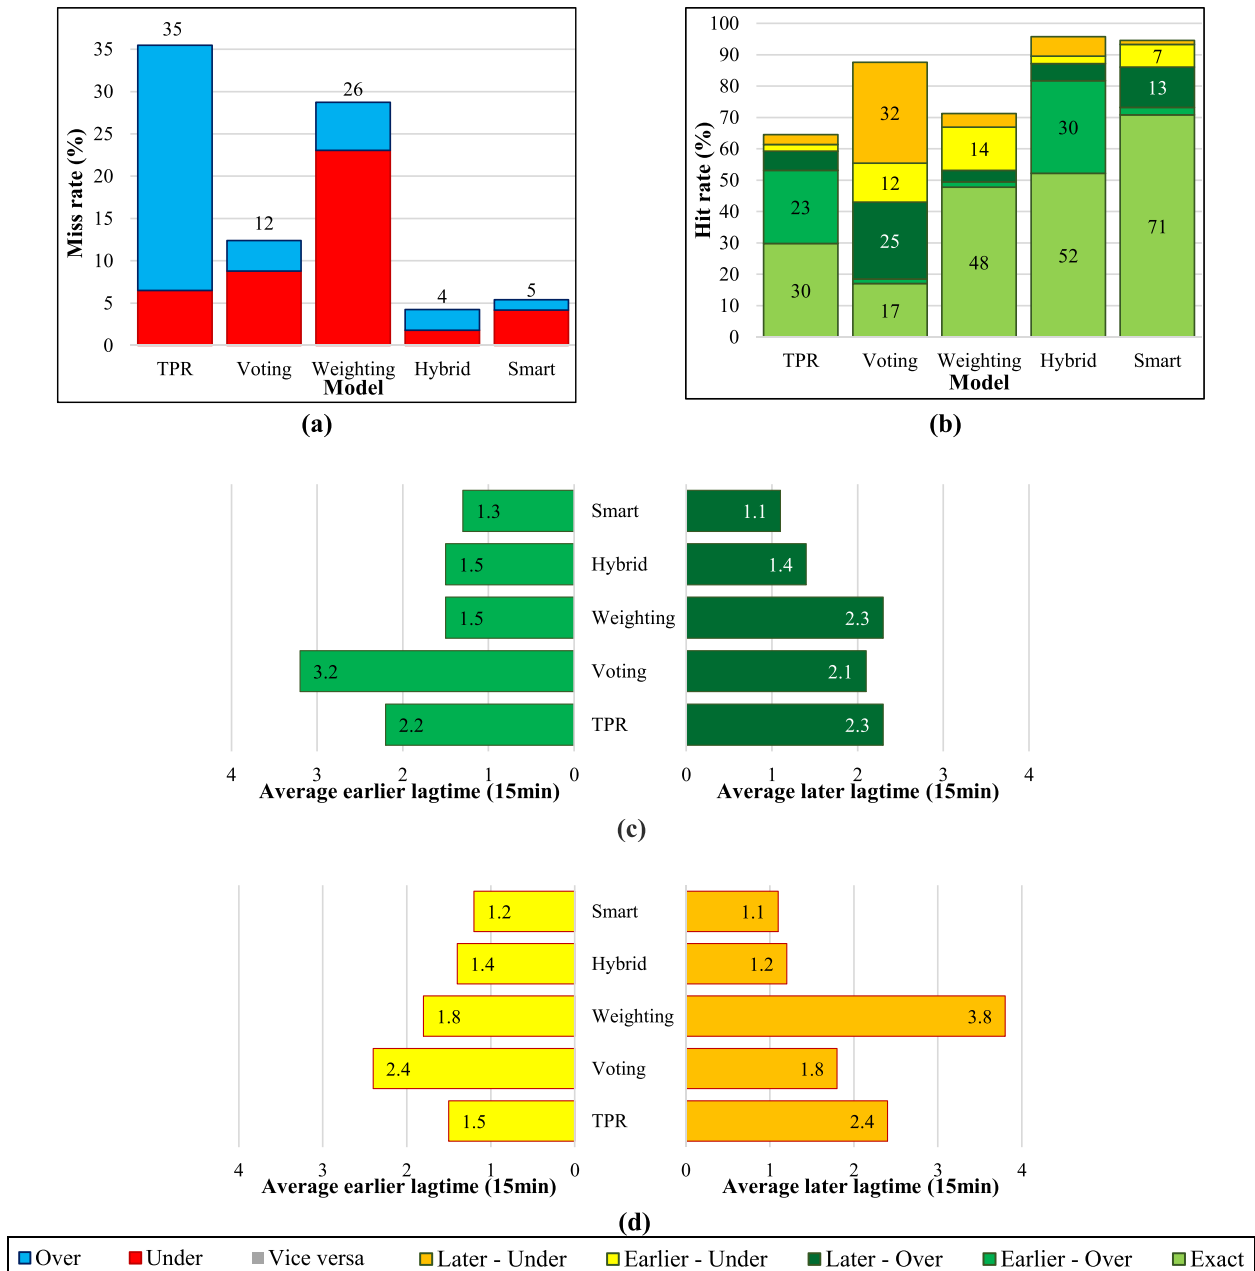 35
35
30
26
25
20
15
12
10
5
4
5
0
Miss rate (%)
TPR
Voting
Weighting
Hybrid
Smart
Model
(a)
100
90
80
70
60
50
40
30
20
10
0
Hit rate (%)
23
30
32
12
25
17
14
48
30
52
7
13
71
TPR
Voting
Weighting
Hybrid
Smart
Model
(b)
1.3 Smart 1.1
1.5 Hybrid 1.4
1.5 Weighting 2.3
3.2 Voting 2.1
2.2 TPR 2.3
4 3 2 1 0 0 1 2 3 4
Average earlier lagtime (15min) Average later lagtime (15min)
(c)
1.2 Smart 1.1
1.4 Hybrid 1.2
1.8 Weighting 3.8
2.4 Voting 1.8
1.5 TPR 2.4
4 3 2 1 0 0 1 2 3 4
Average earlier lagtime (15min) Average later lagtime (15min)
(d)
Over Under Vice versa Later - Under Earlier - Under Later - Over Earlier - Over Exact